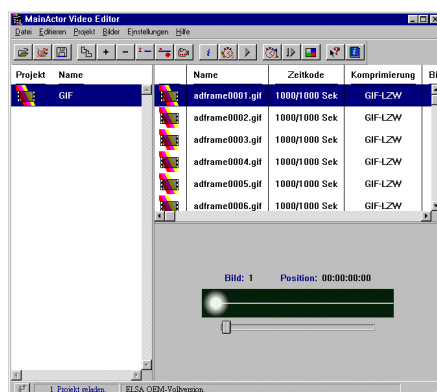 MainActor Video Editor
Datei Editieren Projekt Bilder Einstellungen Hilfe
Projekt Name
GIF
Name Zeitkode Komprimierung Bi
adframe0001.gif 1000/1000 Sek GIF-LZW
adframe0002.gif 1000/1000 Sek GIF-LZW
adframe0003.gif 1000/1000 Sek GIF-LZW
adframe0004.gif 1000/1000 Sek GIF-LZW
adframe0005.gif 1000/1000 Sek GIF-LZW
adframe0006.gif 1000/1000 Sek GIF-LZW
Bild: 1 Position: 00:00:00:00
1 Projekt geladen. ELSA OEM-Vollversion.